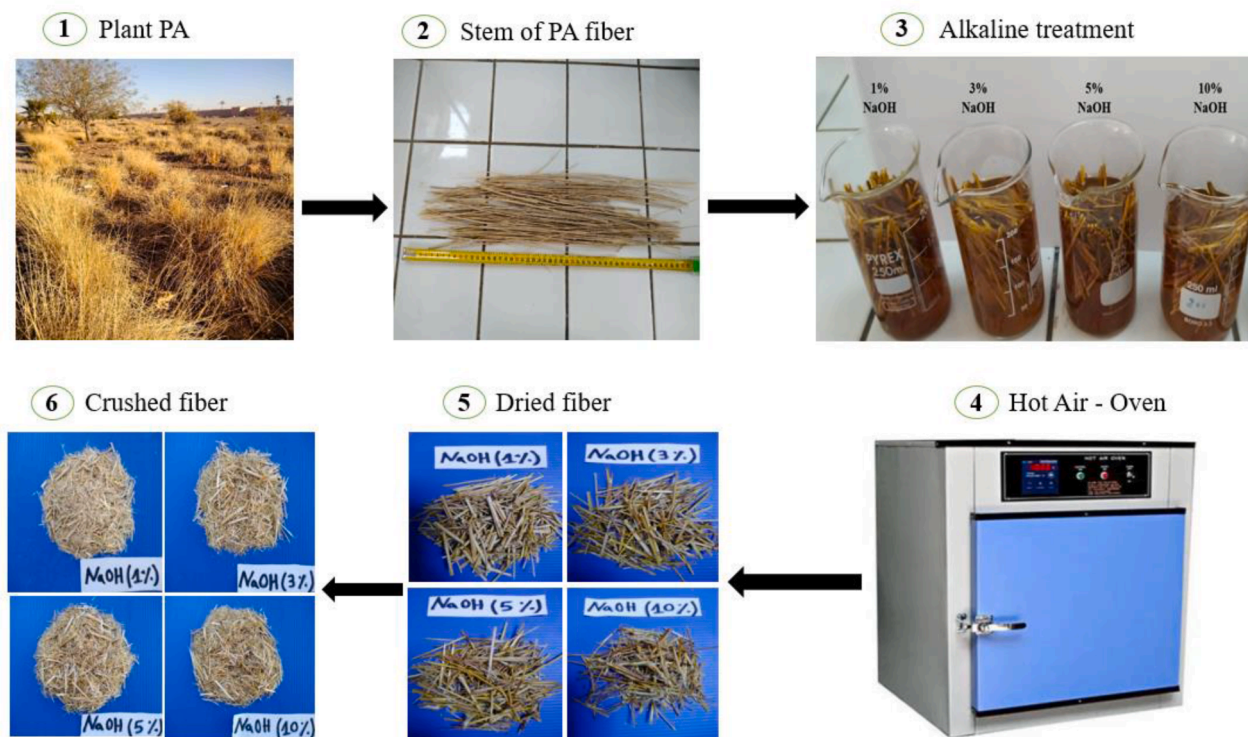 1 Plant PA
2 Stem of PA fiber
3 Alkaline treatment
1%
NaOH
3%
NaOH
5%
NaOH
10%
NaOH
PYREX
250ml
250 ml
6 Crushed fiber
NaOH (1%)
NaOH (3%)
NaOH (5%)
NaOH (10%)
5 Dried fiber
NaOH (1%)
NaOH (3%)
NaOH (5%)
NaOH (10%)
4 Hot Air - Oven
HOT AIR OVEN